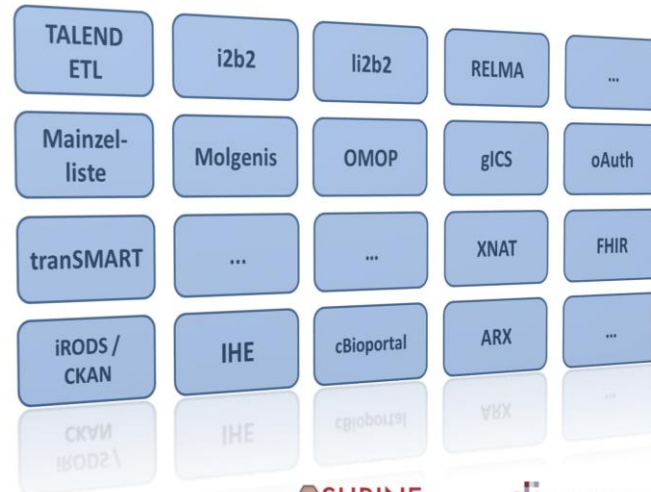 TALEND
ETL
i2b2
li2b2
RELMA
...
Mainzel-
liste
Molgenis
OMOP
gICS
oAuth
tranSMART
...
...
XNAT
FHIR
iRODS /
CKAN
IHE
cBioportal
ARX
...